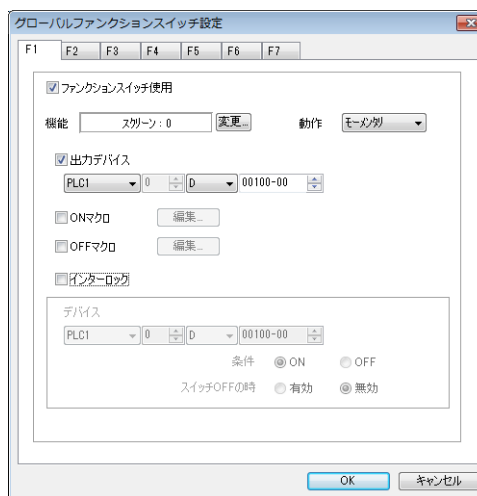 グローバルファンクションスイッチ設定
F1 F2 F3 F4 F5 F6 F7
ファンクションスイッチ使用
機能 スクリーン : 0 変更... 動作 モーメンタリ
出力デバイス
PLC1 0 D 00100-00
ONマクロ 編集...
OFFマクロ 編集...
インターロック
デバイス
PLC1 0 D 00100-00
条件 ON OFF
スイッチOFFの時 有効 無効
OK キャンセル